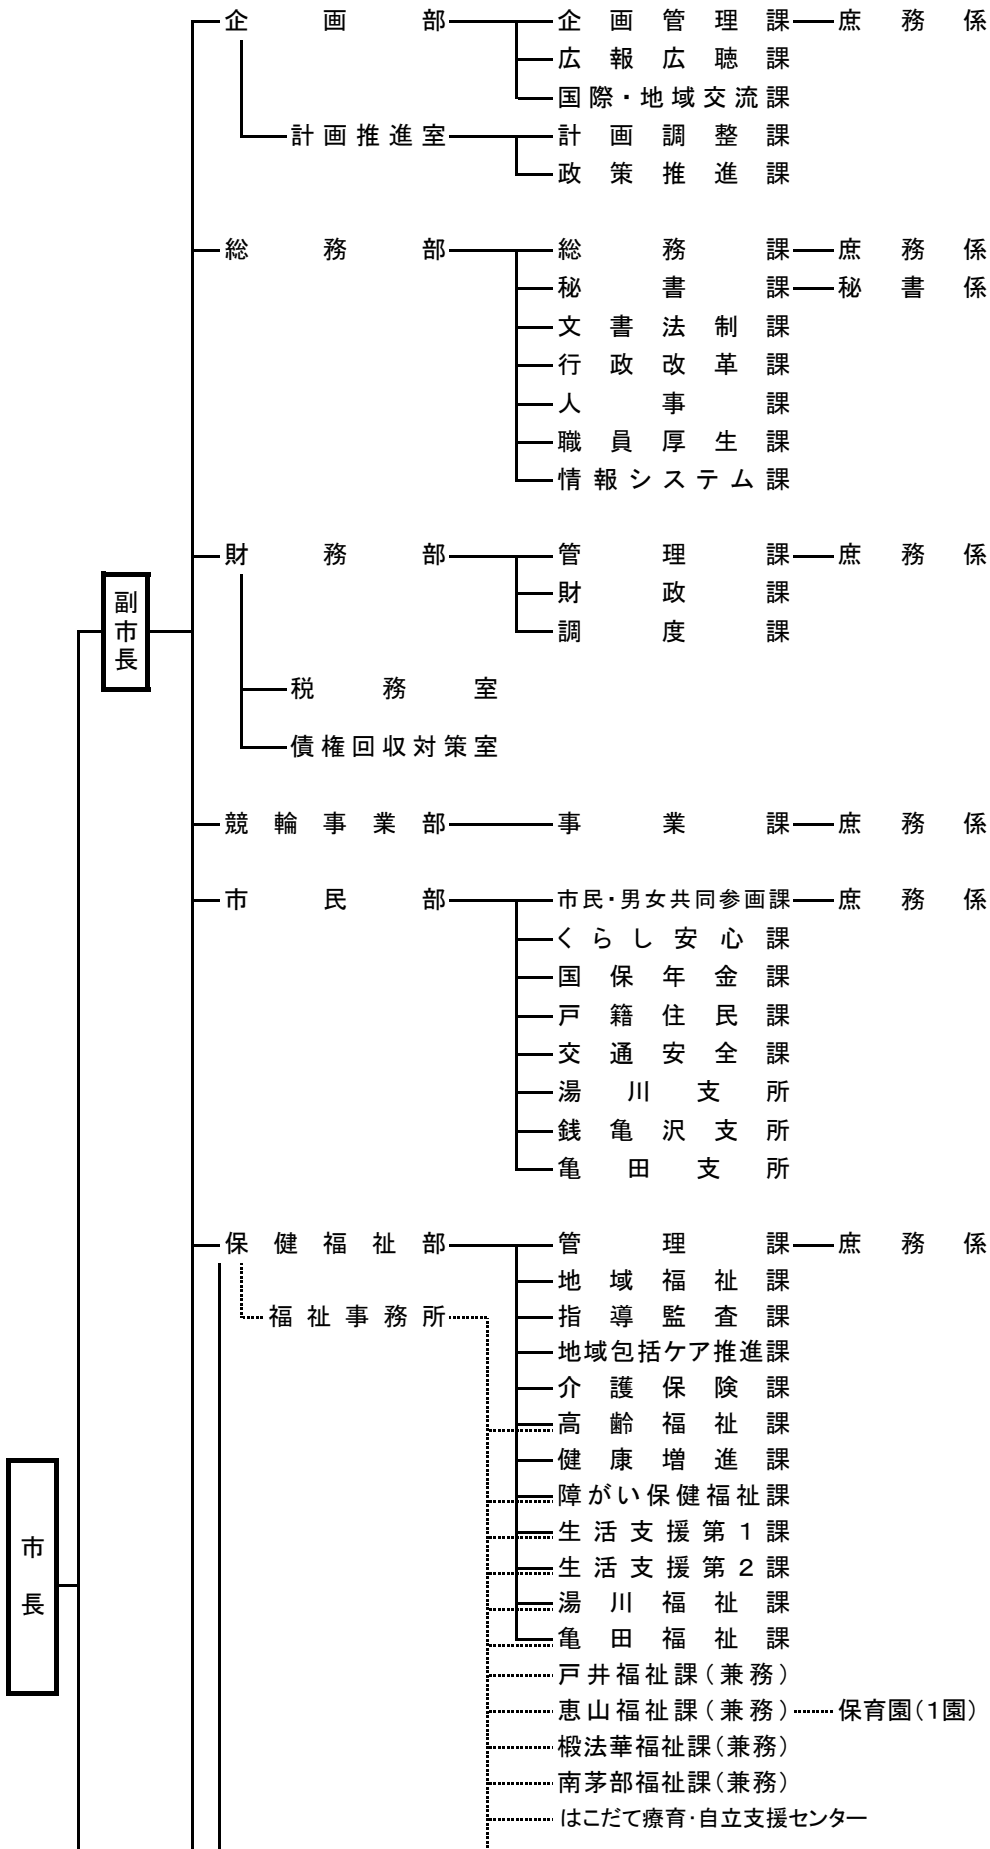 企画部 企画管理課 庶務係
広報広聴課
国際・地域交流課
計画推進室 計画調整課
政策推進課
総務部 総務課 庶務係
秘書課 秘書係
文書法制課
行政改革課
人事課
職員厚生課
情報システム課
財務部 管理課 庶務係
財政課
調度課
税務室
債権回収対策室
競輪事業部 事業課 庶務係
市民部 市民・男女共同参画課 庶務係
くらし安心課
国保年金課
戸籍住民課
交通安全課
湯川支所
銭亀沢支所
亀田支所
保健福祉部 管理課 庶務係
地域福祉課
福祉事務所 指導監査課
地域包括ケア推進課
介護保険課
高齢福祉課
健康増進課
障がい保健福祉課
生活支援第1課
生活支援第2課
湯川福祉課
亀田福祉課
戸井福祉課(兼務)
恵山福祉課(兼務) 保育園(1園)
椴法華福祉課(兼務)
南茅部福祉課(兼務)
はこだて療育・自立支援センター
副市長
市長